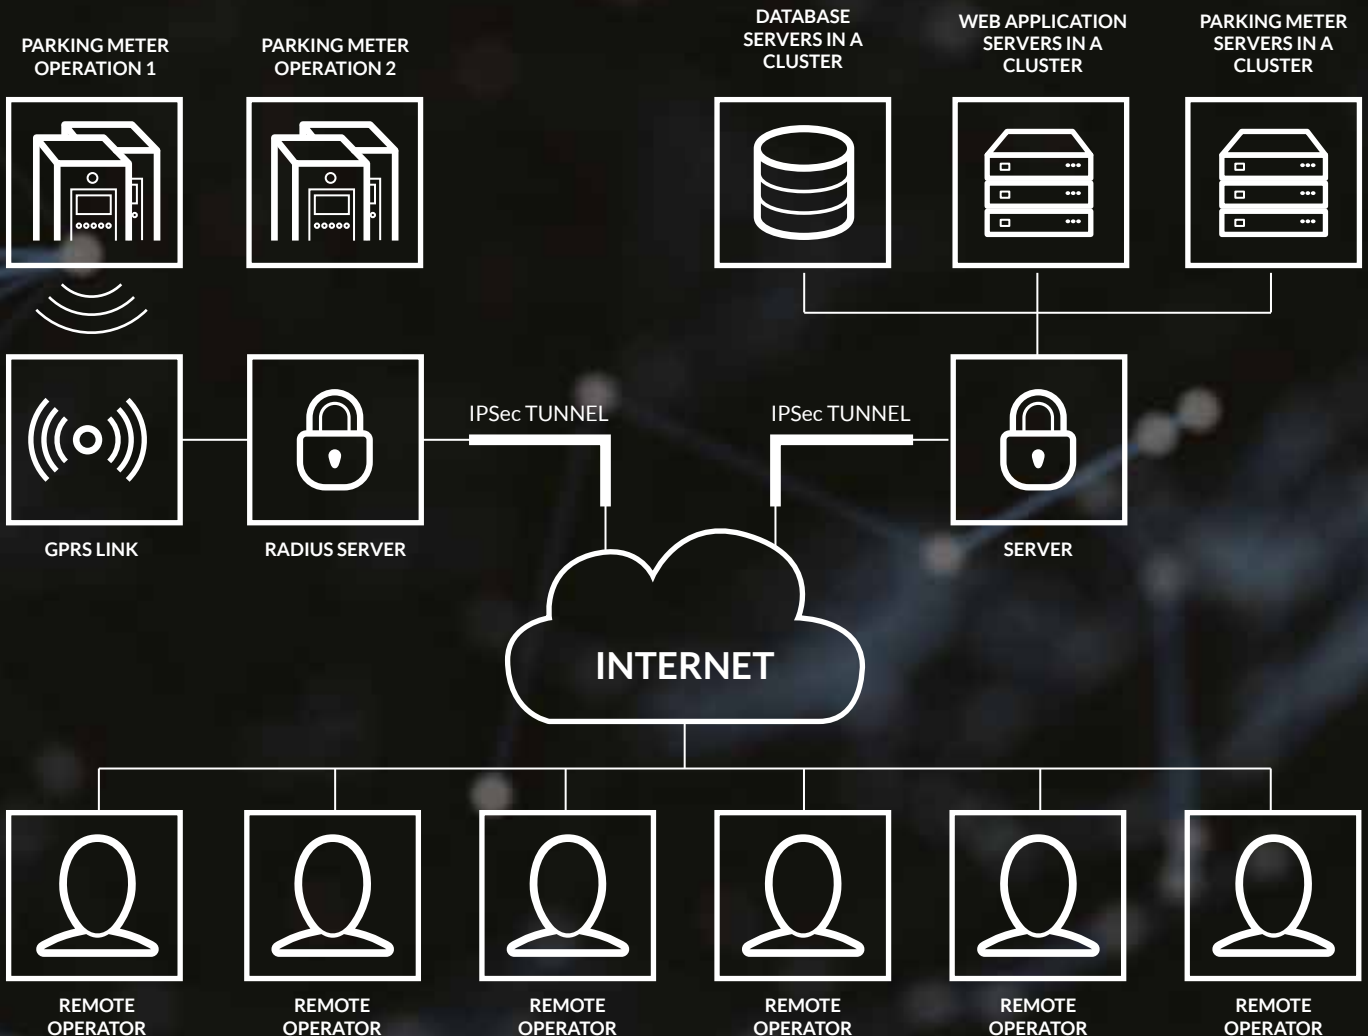 PARKING METER
OPERATION 1
PARKING METER
OPERATION 2
DATABASE
SERVERS IN A
CLUSTER
WEB APPLICATION
SERVERS IN A
CLUSTER
PARKING METER
SERVERS IN A
CLUSTER
IPSec TUNNEL
IPSec TUNNEL
GPRS LINK
RADIUS SERVER
SERVER
INTERNET
REMOTE
OPERATOR
REMOTE
OPERATOR
REMOTE
OPERATOR
REMOTE
OPERATOR
REMOTE
OPERATOR
REMOTE
OPERATOR